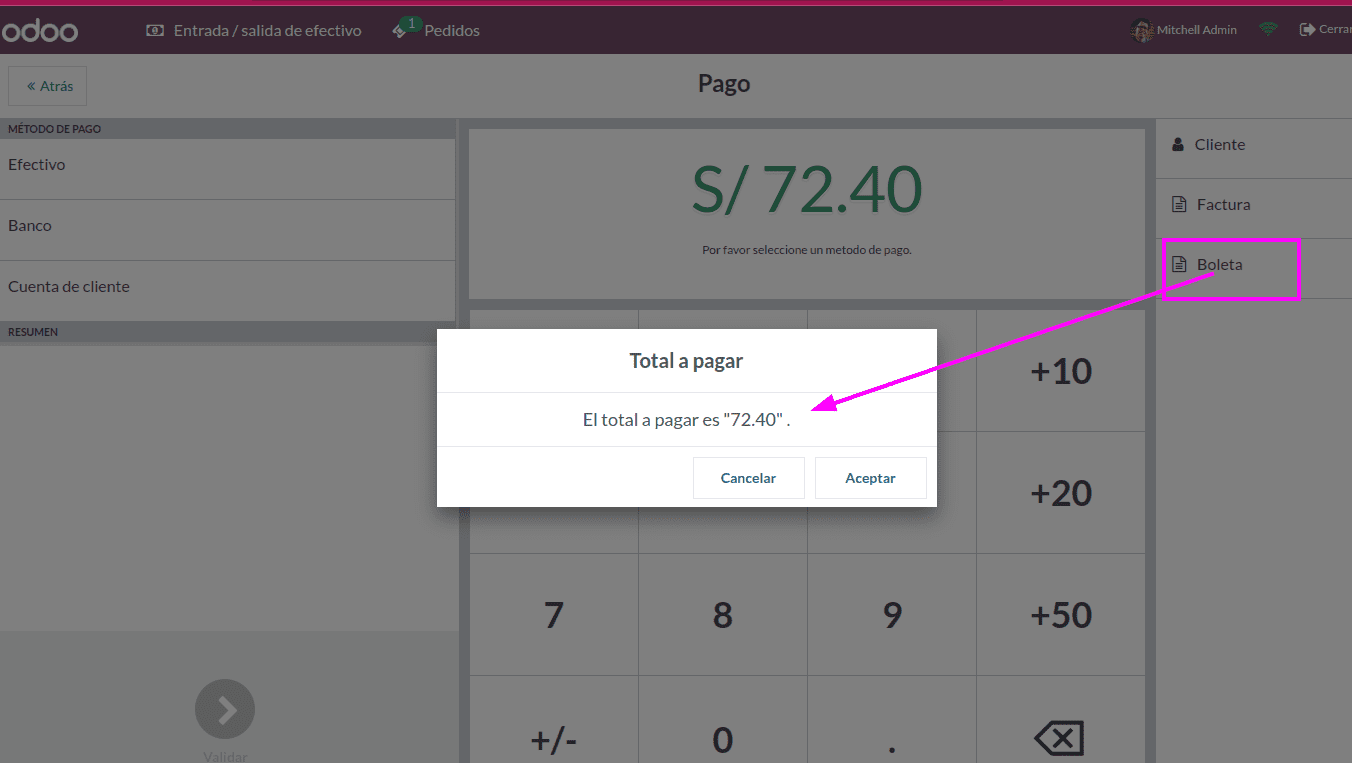 odoo
Entrada / salida de efectivo
1
Pedidos
Mitchell Admin
Cerrar
« Atrás
Pago
MÉTODO DE PAGO
Efectivo
Banco
Cuenta de cliente
RESUMEN
S/ 72.40
Por favor seleccione un metodo de pago.
Cliente
Factura
Boleta
Total a pagar
El total a pagar es "72.40" .
Cancelar
Aceptar
+10
+20
7 8 9 +50
+/- 0 .
Validar